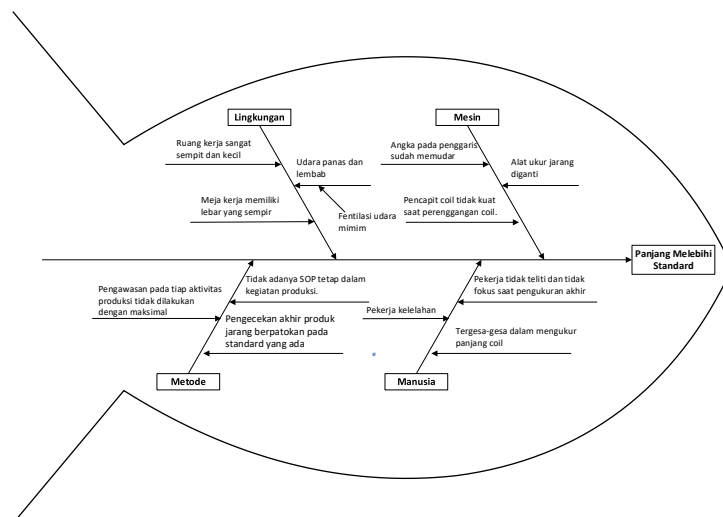 Lingkungan
Mesin
Ruang kerja sangat
sempit dan kecil
Udara panas dan
lembab
Meja kerja memiliki
lebar yang sempir
Fentilasi udara
mimim
Angka pada penggaris
sudah memudar
Alat ukur jarang
diganti
Pencapit coil tidak kuat
saat perenggangan coil.
Panjang Melebihi
Standard
Tidak adanya SOP tetap dalam
kegiatan produksi.
Pengawasan pada tiap aktivitas
produksi tidak dilakukan
dengan maksimal
Pengecekan akhir produk
jarang berpatokan pada
standard yang ada
Pekerja tidak teliti dan tidak
fokus saat pengukuran akhir
Pekerja kelelahan
Tergesa-gesa dalam mengukur
panjang coil
Metode
Manusia